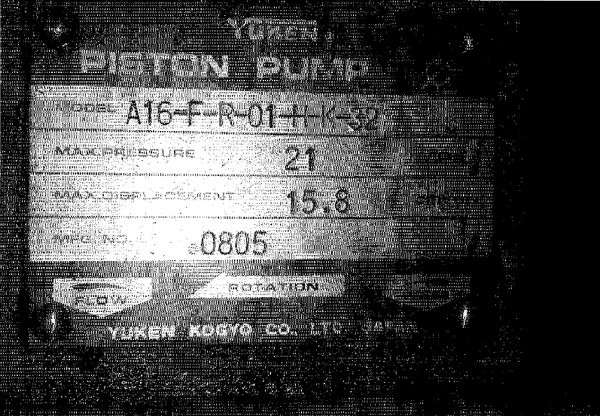 YUKEN
PISTON PUMP
MODEL A16-F-R-01-H-K-32
MAX.PRESSURE 21
MAX.DISPLACEMENT 15.8
MFG.NO. 0805
FLOW ROTATION
YUKEN KOGYO CO., LTD. JAPAN